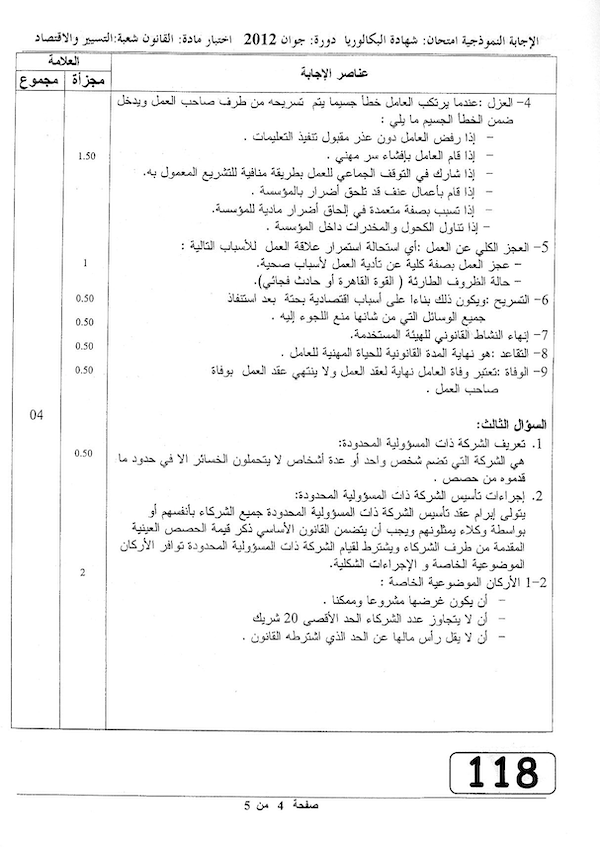 الإجابة النموذجية امتحان: شهادة البكالوريا دورة: جوان 2012 اختبار مادة: القانون شعبة:التسيير والاقتصاد
العلامة
عناصر الإجابة
مجزأة
مجموع
4- العزل :عندما يرتكب العامل خطأ جسيما يتم تسريحه من طرف صاحب العمل ويدخل
ضمن الخطأ الجسيم ما يلي :
- إذا رفض العامل دون عذر مقبول تنفيذ التعليمات .
- إذا قام العامل بإفشاء سر مهني .
1.50
- إذا شارك في التوقف الجماعي للعمل بطريقة منافية للتشريع المعمول به.
- إذا قام بأعمال عنف قد تلحق أضرار بالمؤسسة .
- إذا تسبب بصفة متعمدة في إلحاق أضرار مادية للمؤسسة.
- إذا تناول الكحول والمخدرات داخل المؤسسة .
5- العجز الكلي عن العمل :أي استحالة استمرار علاقة العمل للأسباب التالية :
- عجز العمل بصفة كلية عن تأدية العمل لأسباب صحية.
1
- حالة الظروف الطارئة ( القوة القاهرة أو حادث فجائي).
6- التسريح :ويكون ذلك بناءا على أسباب اقتصادية بحتة بعد استنفاذ
0.50
جميع الوسائل التي من شانها منع اللجوء إليه .
0.50
7- إنهاء النشاط القانوني للهيئة المستخدمة.
0.50
8- التقاعد :هو نهاية المدة القانونية للحياة المهنية للعامل .
9- الوفاة :تعتبر وفاة العامل نهاية لعقد العمل ولا ينتهي عقد العمل بوفاة
0.50
صاحب العمل .
04
السؤال الثالث:
1. تعريف الشركة ذات المسؤولية المحدودة:
0.50
هي الشركة التي تضم شخص واحد أو عدة أشخاص لا يتحملون الخسائر الا في حدود ما
قدموه من حصص .
2. إجراءات تأسيس الشركة ذات المسؤولية المحدودة:
يتولى إبرام عقد تأسيس الشركة ذات المسؤولية المحدودة جميع الشركاء بأنفسهم أو
بواسطة وكلاء يمثلونهم ويجب أن يتضمن القانون الأساسي ذكر قيمة الحصص العينية
المقدمة من طرف الشركاء ويشترط لقيام الشركة ذات المسؤولية المحدودة توافر الأركان
الموضوعية الخاصة و الإجراءات الشكلية.
2
2-1 الأركان الموضوعية الخاصة :
- أن يكون غرضها مشروعا وممكنا .
- أن لا يتجاوز عدد الشركاء الحد الأقصى 20 شريك
- أن لا يقل رأس مالها عن الحد الذي اشترطه القانون .
118
صفحة 4 من 5